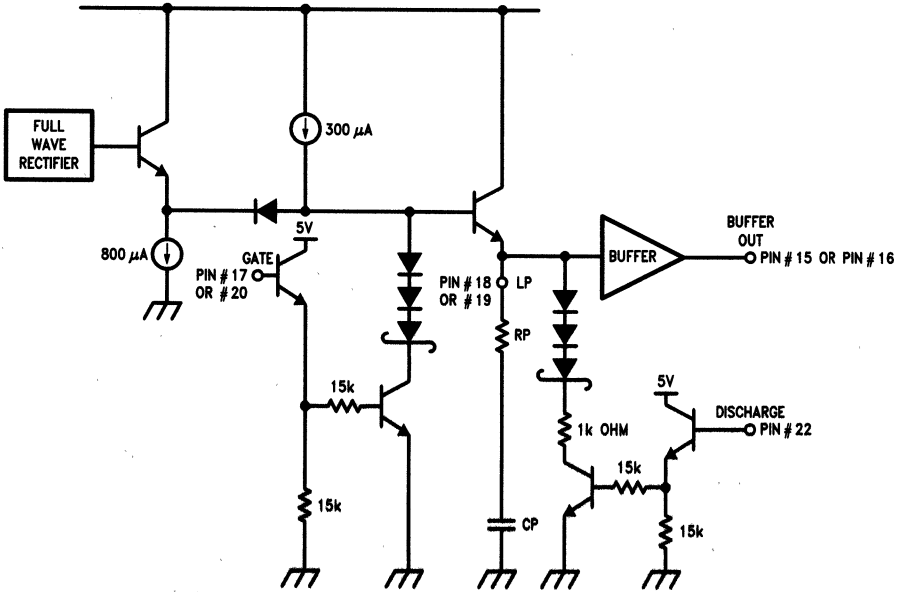 FULL
WAVE
RECTIFIER
300 μA
800 μA
5V
GATE
PIN #17
OR #20
PIN #18
OR #19
LP
BUFFER
BUFFER
OUT
PIN #15 OR PIN #16
RP
15k
5V
DISCHARGE
PIN #22
1k OHM
15k
15k
CP
15k